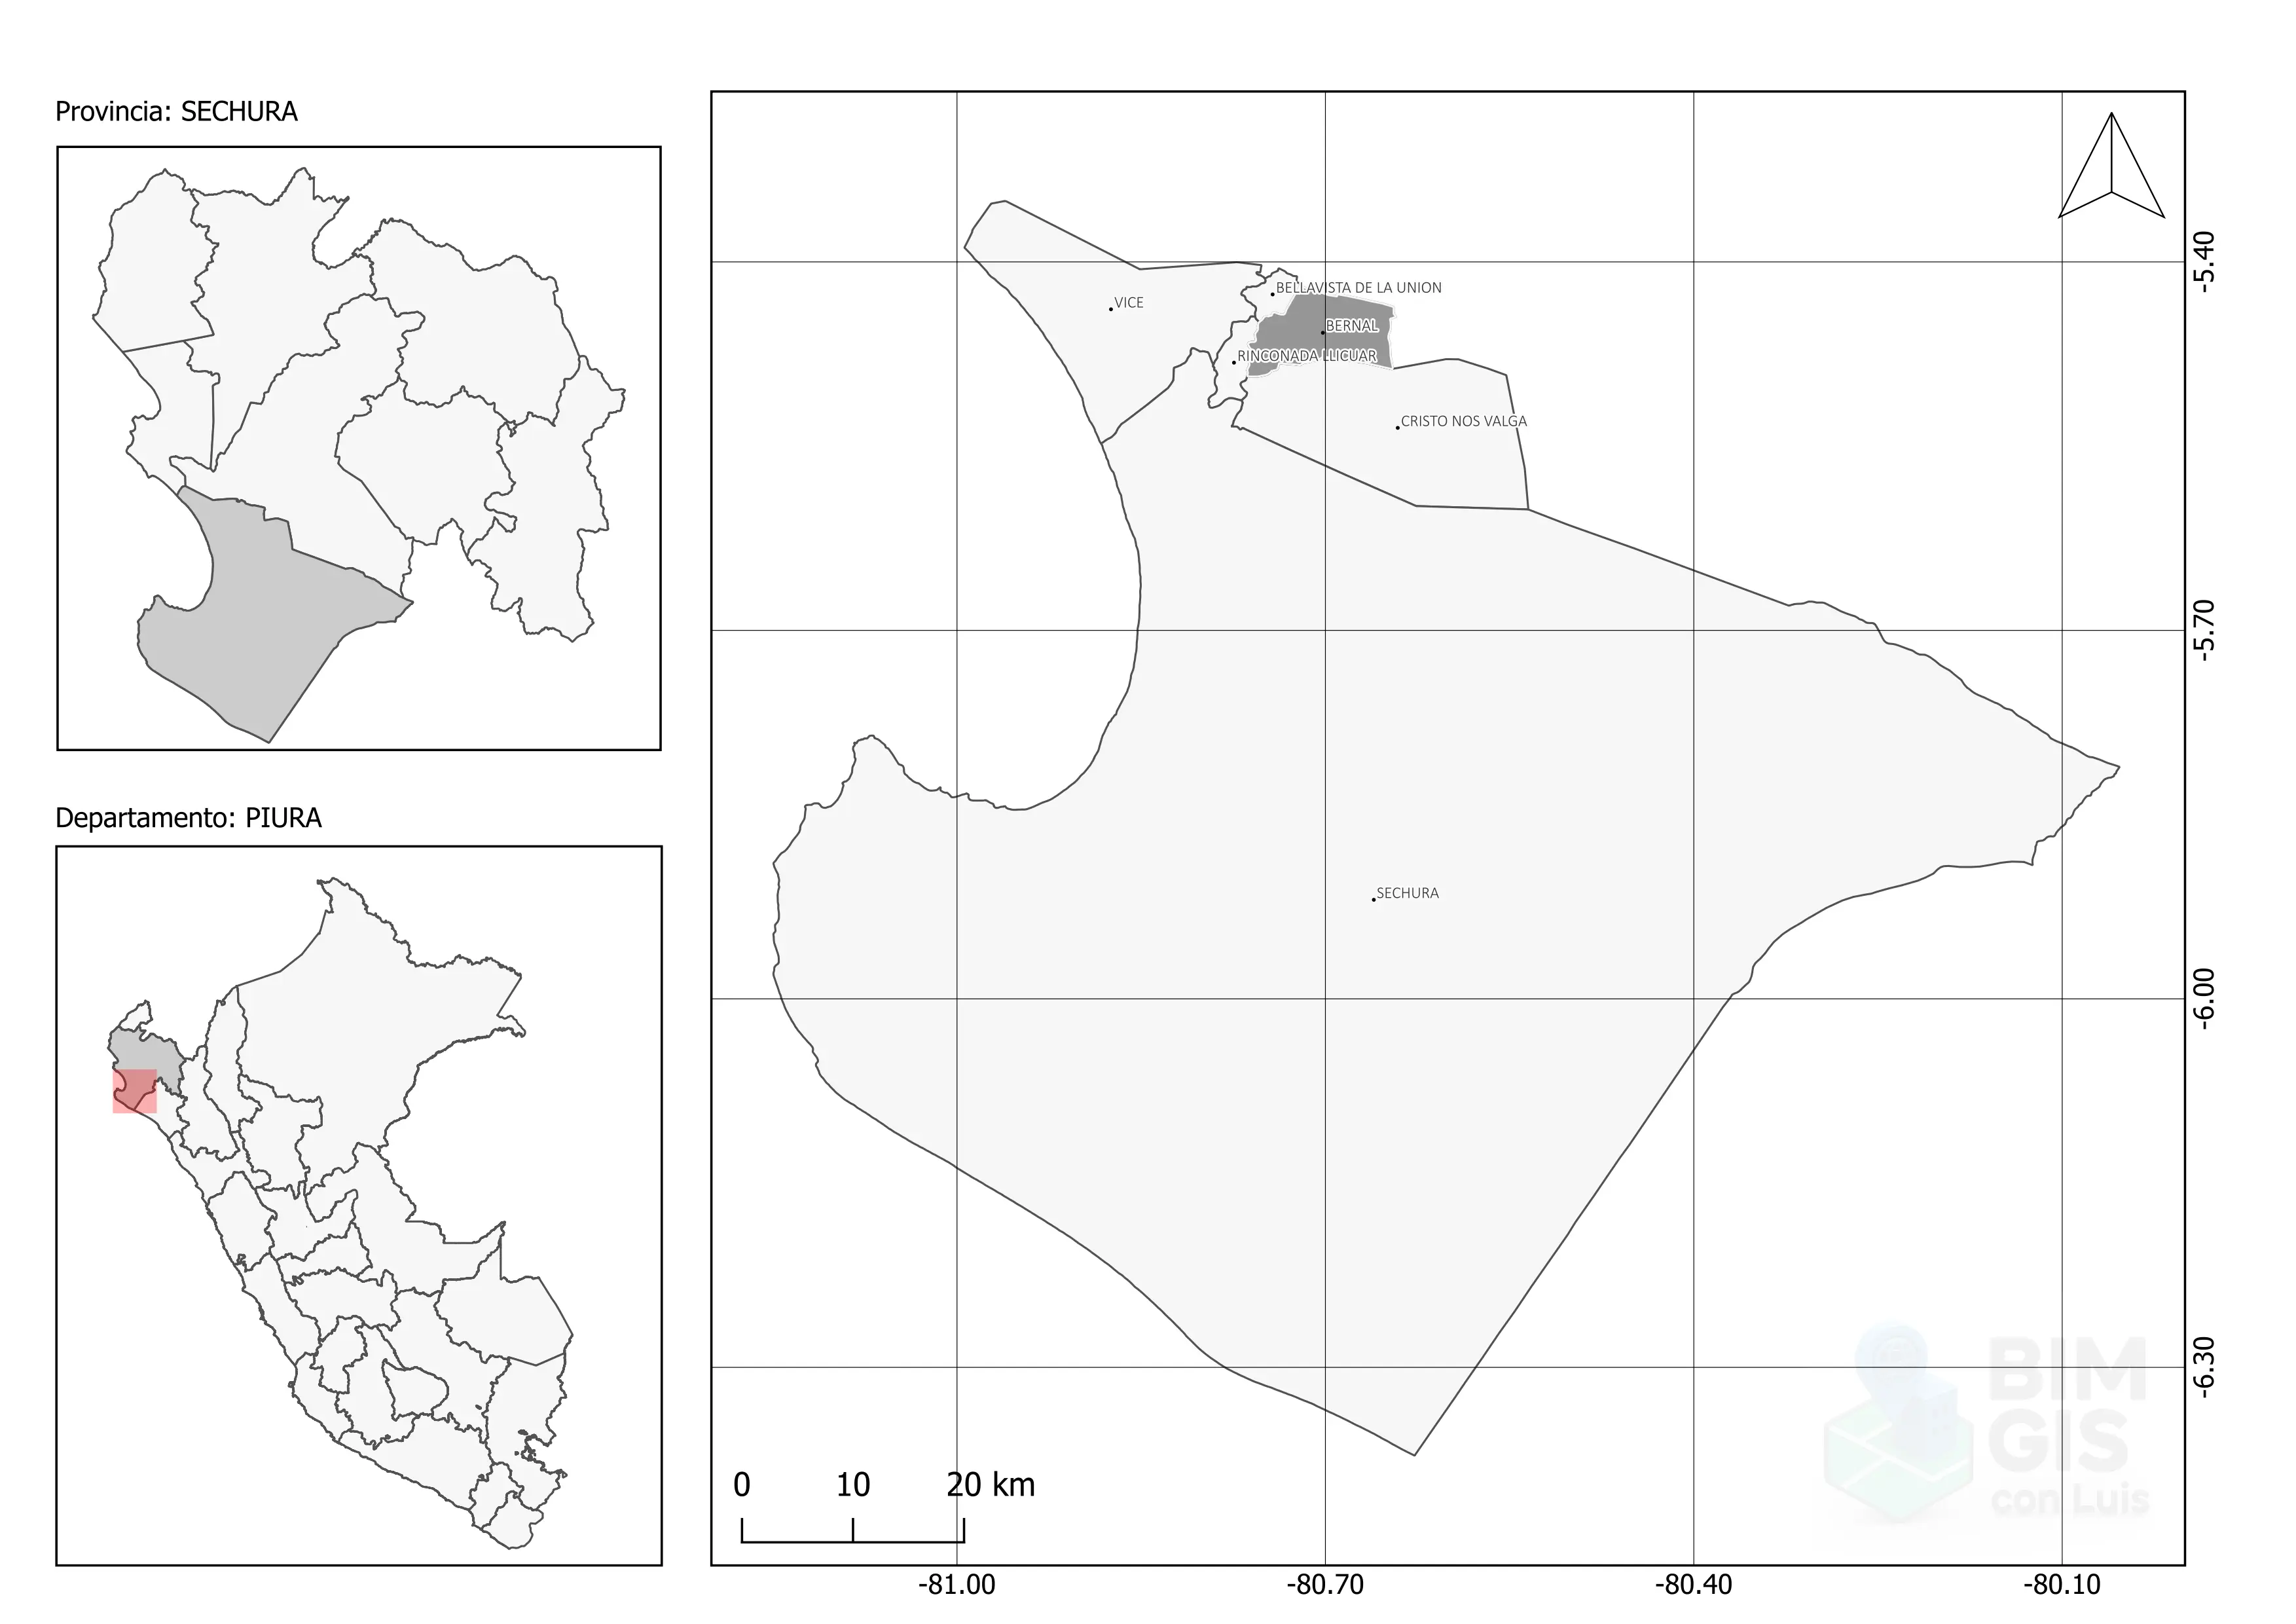 Provincia: SECHURA
Departamento: PIURA
VICE
BELLAVISTA DE LA UNION
BERNAL
RINCONADA LLICUAR
CRISTO NOS VALGA
SECHURA
-5.40
-5.70
-6.00
-6.30
0 10 20 km
-81.00 -80.70 -80.40 -80.10
BIM
GIS
con Luis